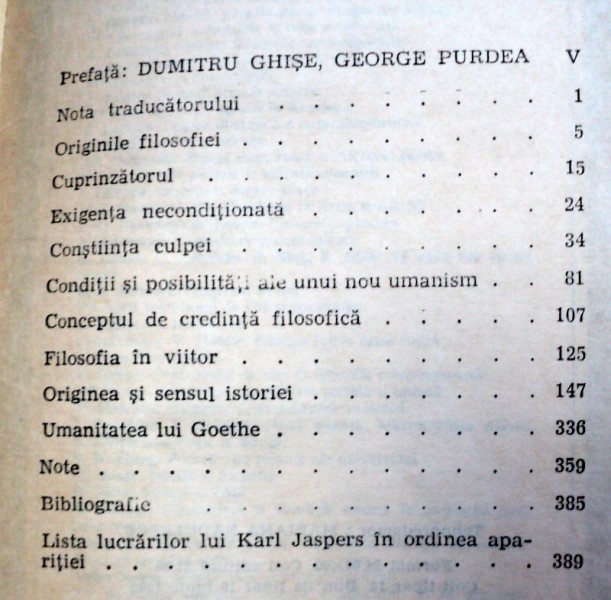 Prefață: DUMITRU GHIȘE, GEORGE PURDEA V
Nota traducătorului . . . . . . 1
Originile filosofiei . . . . . . . . . 5
Cuprinzătorul . . . . . 15
Exigența necondiționată . . . . . . 24
Conștiința culpei . . . . . . . 34
Condiții și posibilități ale unui nou umanism . . 81
Conceptul de credință filosofică . . . . . 107
Filosofia în viitor . . . . . . . . . 125
Originea și sensul istoriei . . . . . . . 147
Umanitatea lui Goethe . . . . . . . . 336
Note . . . . . . . . . . . . . 359
Bibliografie . . . . . . . . . 385
Lista lucrărilor lui Karl Jaspers în ordinea apa-
riției . . . . . . . . . . . . 389